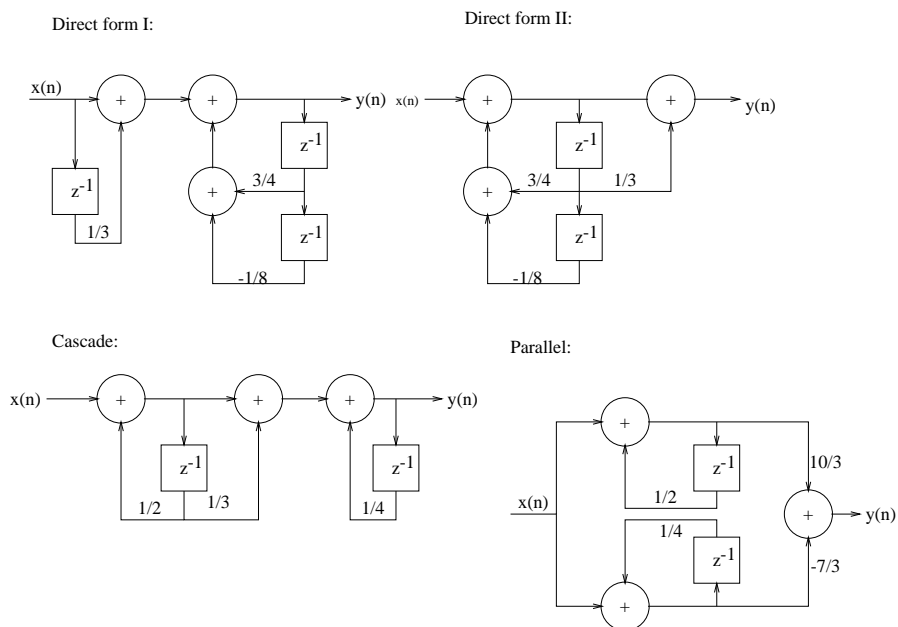 Direct form I:
Direct form II:
x(n)
+
+
y(n)
x(n)
+
+
y(n)
z-1
z-1
z-1
+
3/4
+
3/4
1/3
1/3
z-1
z-1
-1/8
-1/8
Cascade:
Parallel:
x(n)
+
+
+
y(n)
z-1
z-1
1/2
1/3
1/4
+
z-1
10/3
1/2
x(n)
+
y(n)
1/4
z-1
-7/3
+